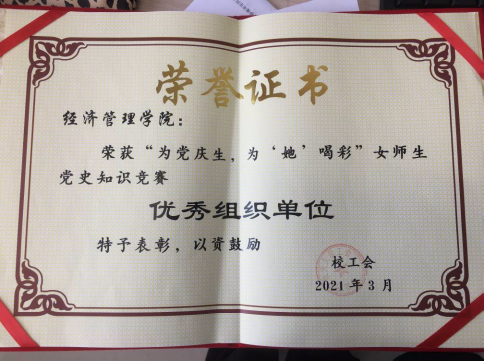 荣誉证书
经济管理学院：
荣获“为党庆生，为‘她’喝彩”女师生
党史知识竞赛
优秀组织单位
特予表彰，以资鼓励
校工会
2021年3月